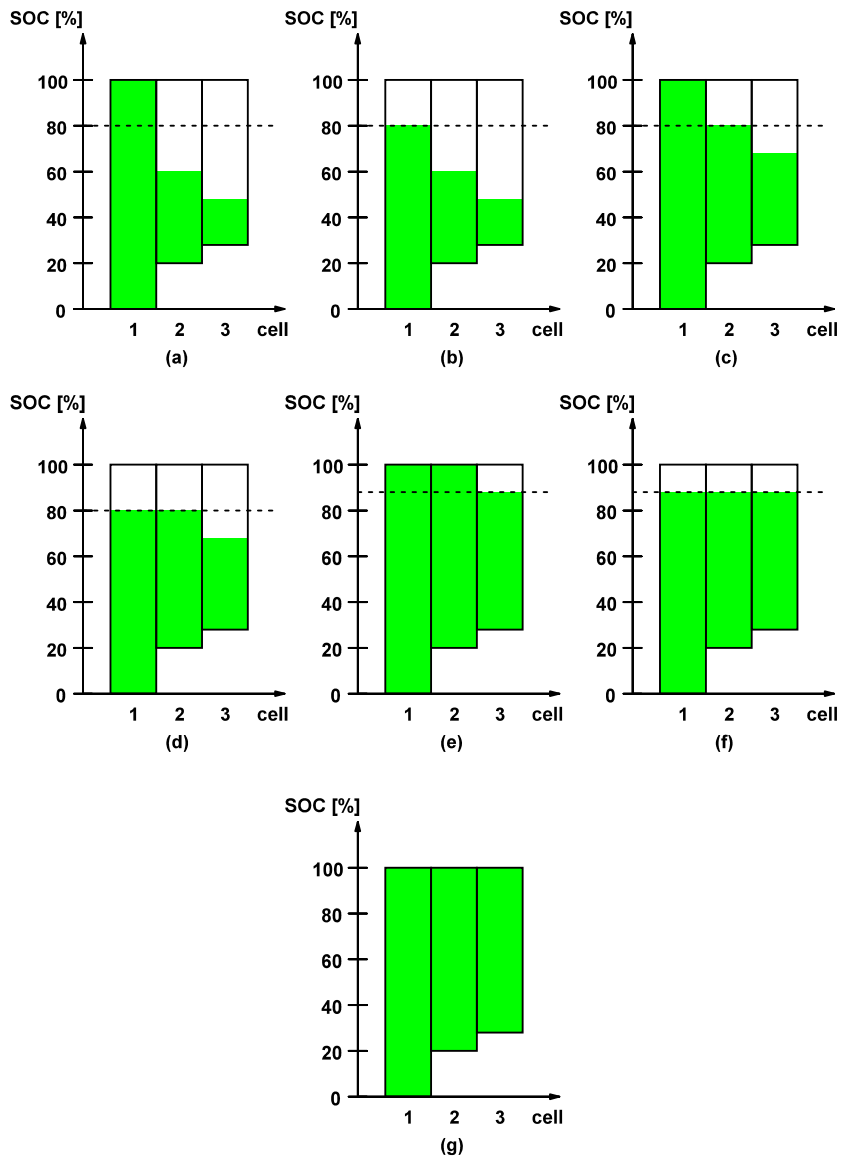 SOC [%] SOC [%] SOC [%]
100 100 100
80 80 80
60 60 60
40 40 40
20 20 20
0 0 0
1 2 3 cell 1 2 3 cell 1 2 3 cell
(a) (b) (c)
SOC [%] SOC [%] SOC [%]
100 100 100
80 80 80
60 60 60
40 40 40
20 20 20
0 0 0
1 2 3 cell 1 2 3 cell 1 2 3 cell
(d) (e) (f)
SOC [%]
100
80
60
40
20
0
1 2 3 cell
(g)